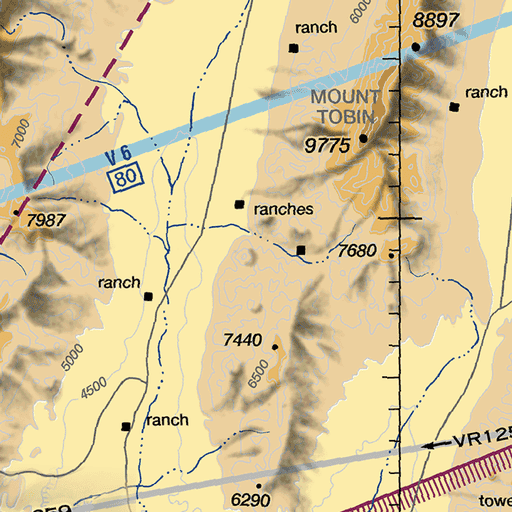 8897
ranch
6000
ranch
MOUNT
TOBIN
9775
7000
V 6
80
7987
ranches
7680
ranch
7440
5000
4500
6500
ranch
VR125
6290
259
towe